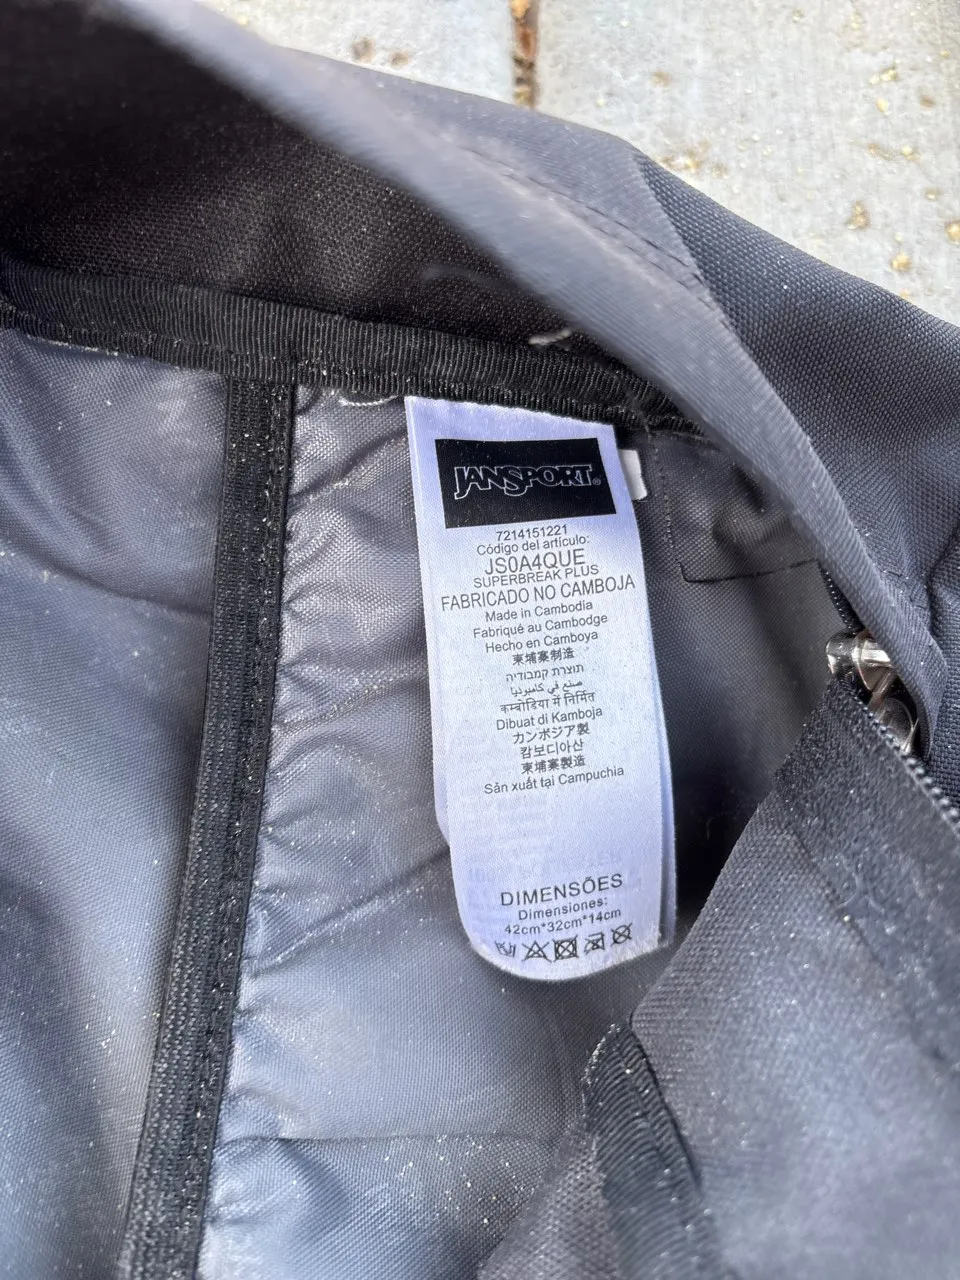 JANSPORT®
7214151221
Código del artículo:
JS0A4QUE
SUPERBREAK PLUS
FABRICADO NO CAMBOJA
Made in Cambodia
Fabriqué au Cambodge
Hecho en Camboya
柬埔寨制造
תוצרת קמבודיה
صنع في كامبوديا
कम्बोडिया में निर्मित
Dibuat di Kamboja
カンボジア製
캄보디아산
柬埔寨製造
Sản xuất tại Campuchia
DIMENSÕES
Dimensiones:
42cm*32cm*14cm